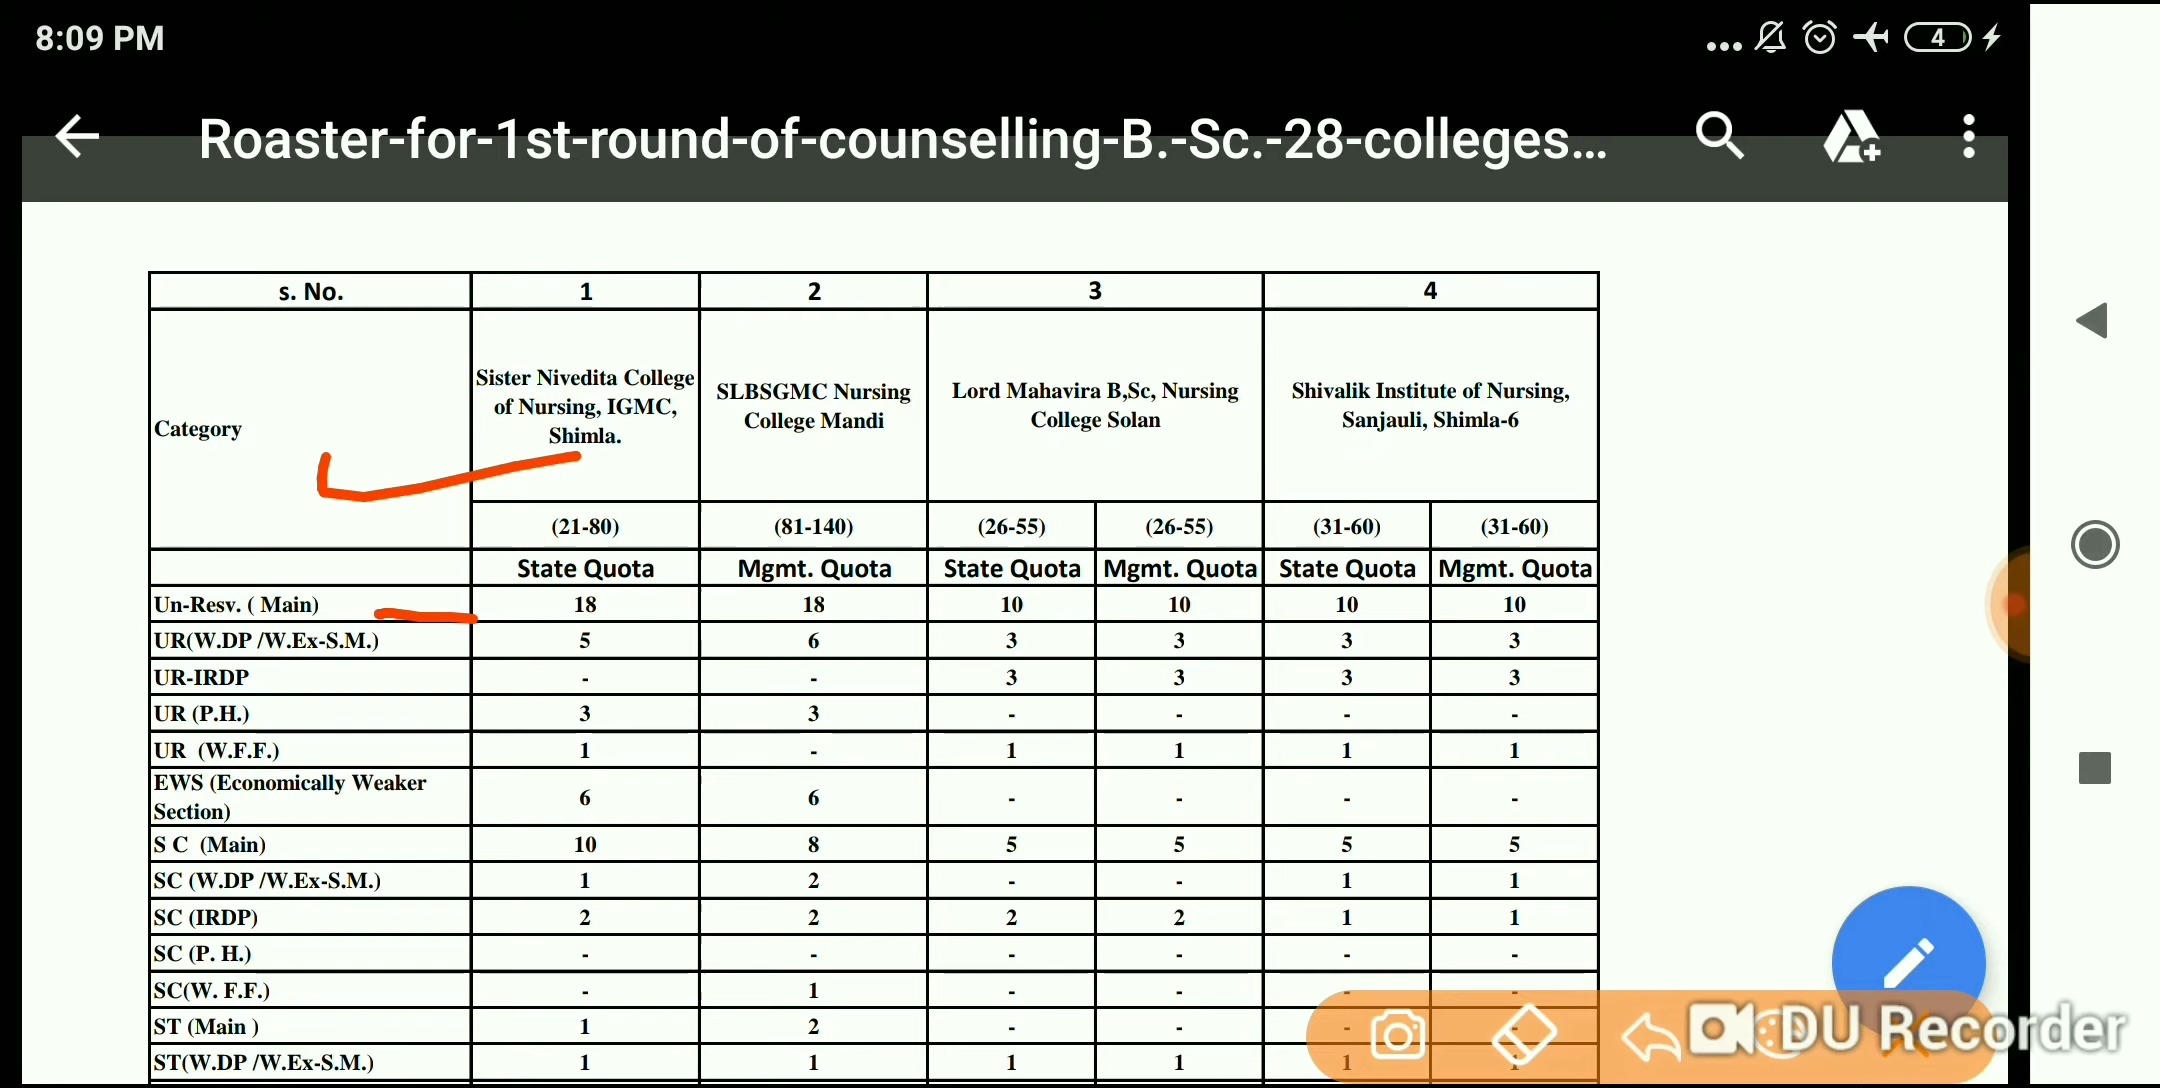 8:09 PM
4
Roaster-for-1st-round-of-counselling-B.-Sc.-28-colleges...
s. No. 1 2 3 4
Category
Sister Nivedita College
of Nursing, IGMC,
Shimla.
SLBSGMC Nursing
College Mandi
Lord Mahavira B,Sc, Nursing
College Solan
Shivalik Institute of Nursing,
Sanjauli, Shimla-6
(21-80) (81-140) (26-55) (26-55) (31-60) (31-60)
State Quota Mgmt. Quota State Quota Mgmt. Quota State Quota Mgmt. Quota
Un-Resv. ( Main) 18 18 10 10 10 10
UR(W.DP /W.Ex-S.M.) 5 6 3 3 3 3
UR-IRDP - - 3 3 3 3
UR (P.H.) 3 3 - - - -
UR (W.F.F.) 1 - 1 1 1 1
EWS (Economically Weaker
Section) 6 6 - - - -
S C (Main) 10 8 5 5 5 5
SC (W.DP /W.Ex-S.M.) 1 2 - - 1 1
SC (IRDP) 2 2 2 2 1 1
SC (P. H.) - - - - - -
SC(W. F.F.) - 1 - - - -
ST (Main ) 1 2 - - - -
ST(W.DP /W.Ex-S.M.) 1 1 1 1 1 1
DU Recorder